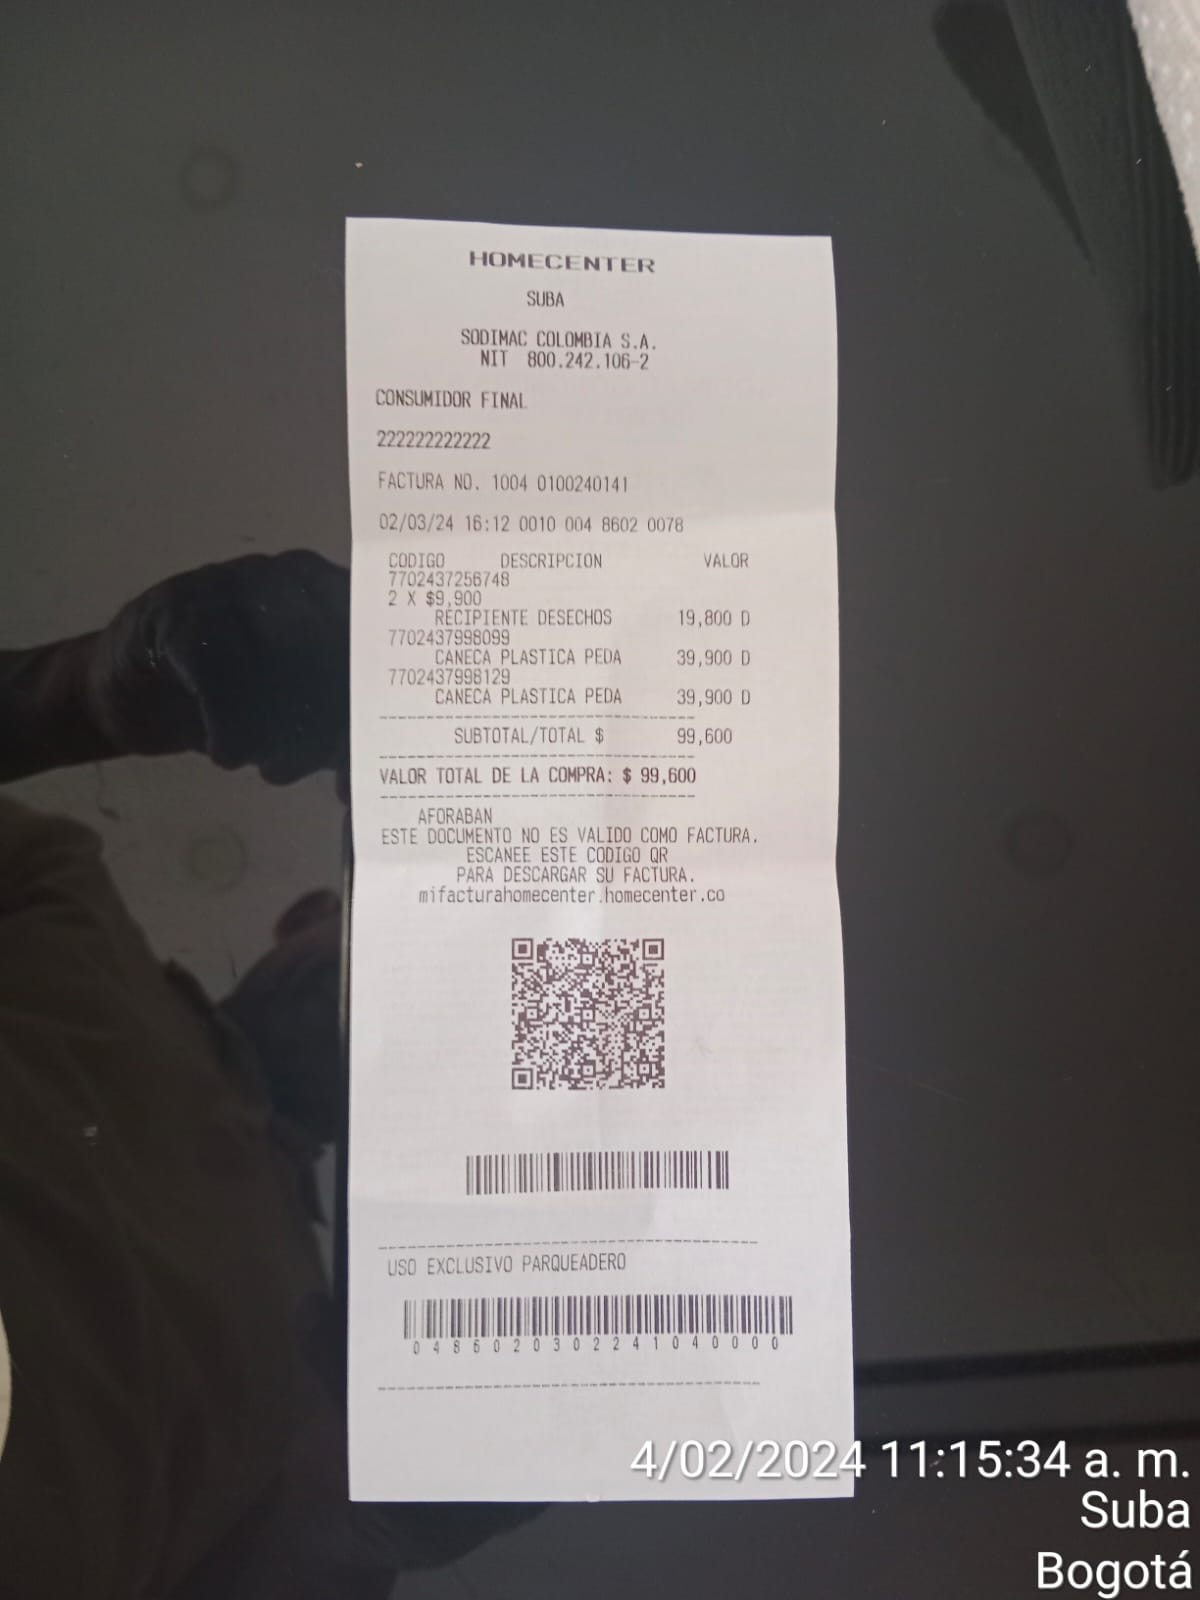 HOMECENTER
SUBA
SODIMAC COLOMBIA S.A.
NIT 800.242.106-2
CONSUMIDOR FINAL
222222222222
FACTURA NO. 1004 0100240141
02/03/24 16:12 0010 004 8602 0078
CODIGO DESCRIPCION VALOR
7702437256748
2 X $9,900
RECIPIENTE DESECHOS 19,800 D
7702437998099
CANECA PLASTICA PEDA 39,900 D
7702437998129
CANECA PLASTICA PEDA 39,900 D
SUBTOTAL/TOTAL $ 99,600
VALOR TOTAL DE LA COMPRA: $ 99,600
AFORABAN
ESTE DOCUMENTO NO ES VALIDO COMO FACTURA.
ESCANEE ESTE CODIGO QR
PARA DESCARGAR SU FACTURA.
mifacturahomecenter.homecenter.co
USO EXCLUSIVO PARQUEADERO
0486020302241040000
4/02/2024 11:15:34 a. m.
Suba
Bogotá